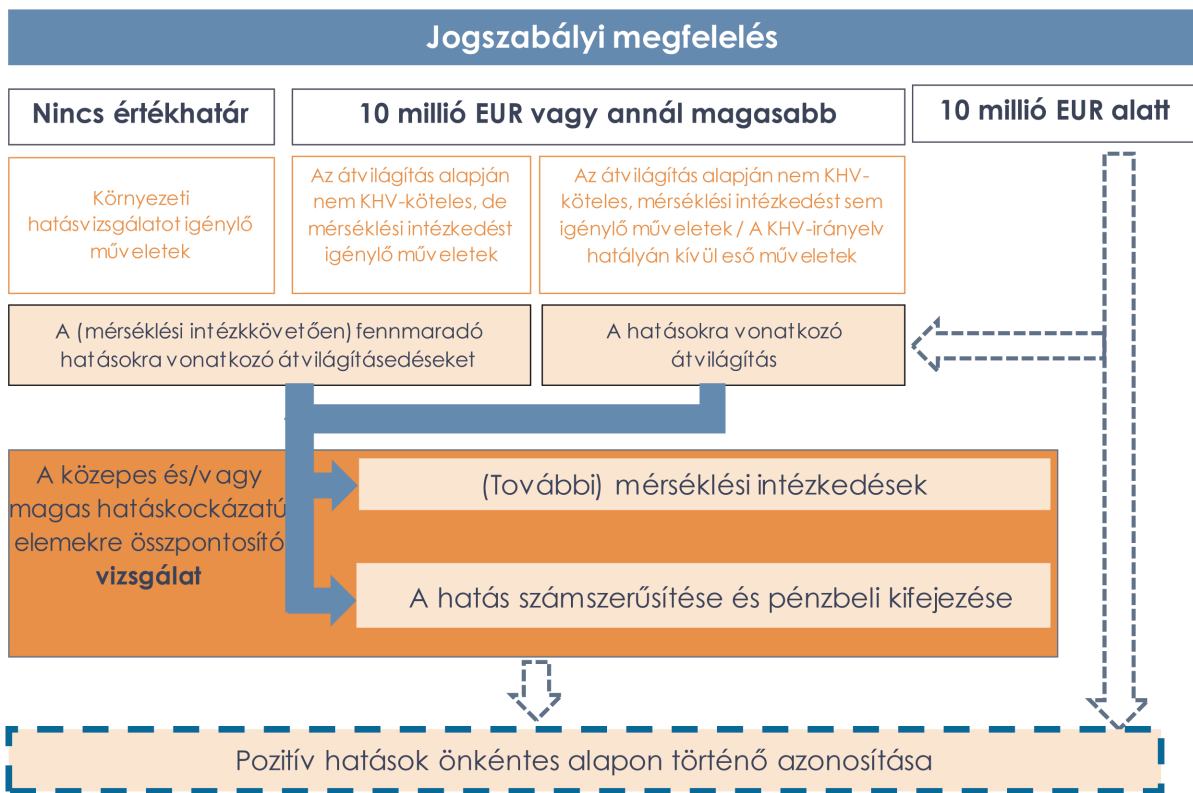 Jogszabályi megfelelés
Nincs értékhatár
10 millió EUR vagy annál magasabb
10 millió EUR alatt
Környezeti
hatásvizsgálatot igénylő
műveletek
Az átvilágítás alapján
nem KHV-köteles, de
mérséklési intézkedést
igénylő műveletek
Az átvilágítás alapján nem KHV-
köteles, mérséklési intézkedést sem
igénylő műveletek / A KHV-irányelv
hatályán kívül eső műveletek
A (mérséklési intézkkövetően) fennmaradó
hatásokra vonatkozó átvilágításedéseket
A hatásokra vonatkozó
átvilágítás
A közepes és/vagy
magas hatáskockázatú
elemekre összpontosító
vizsgálat
(További) mérséklési intézkedések
A hatás számszerűsítése és pénzbeli kifejezése
Pozitív hatások önkéntes alapon történő azonosítása